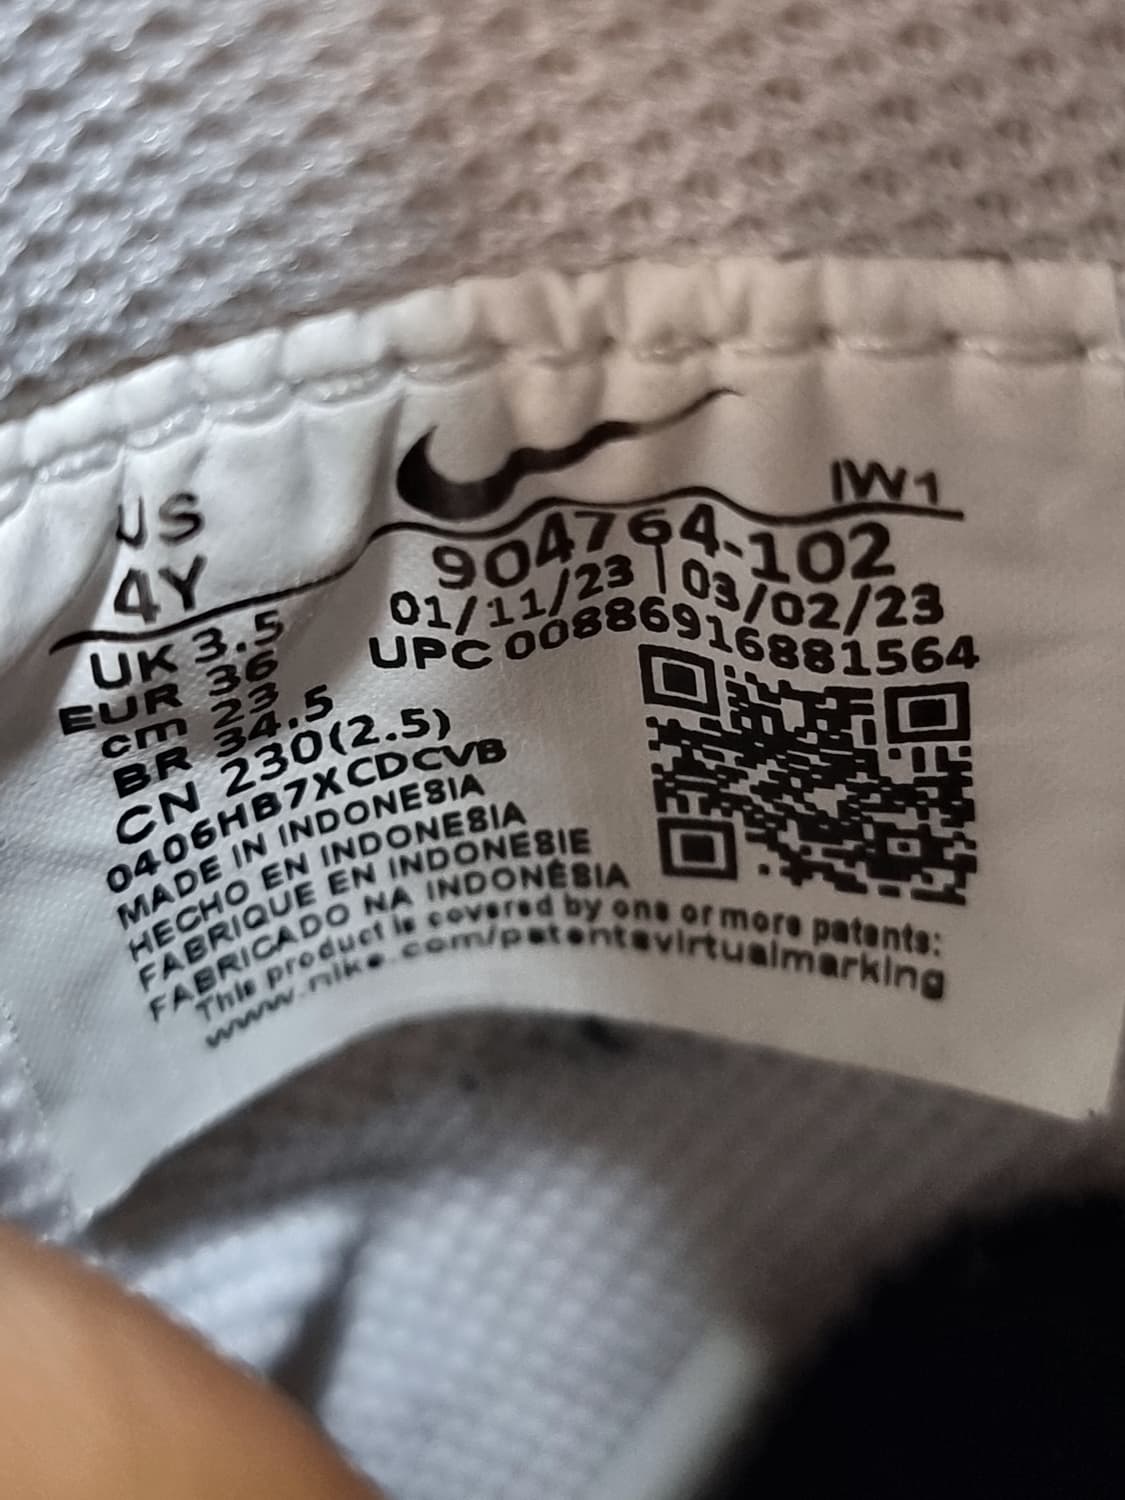 US
4Y
UK 3.5
EUR 36
cm 23
BR 34.5
CN 230(2.5)
0406HB7XCDCVB
MADE IN INDONESIA
HECHO EN INDONESIA
FABRIQUE EN INDONESIE
FABRICADO NA INDONÉSIA
This product is covered by one or more patents:
www.nike.com/patentsvirtualmarking
IW1
904764-102
01/11/23 | 03/02/23
UPC 00886916881564